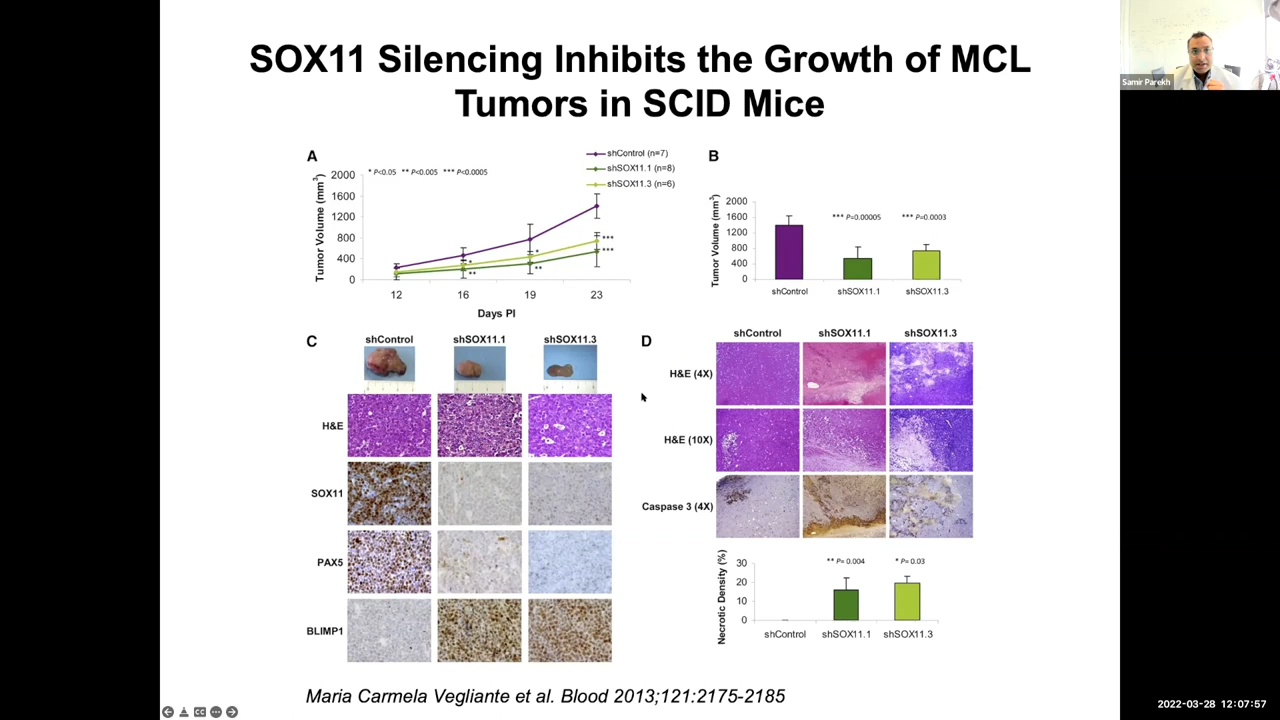 SOX11 Silencing Inhibits the Growth of MCL
Tumors in SCID Mice
Samir Parekh
A
* P<0.05 ** P<0.005 *** P<0.0005
shControl (n=7)
shSOX11.1 (n=8)
shSOX11.3 (n=6)
Tumor Volume (mm³)
2000
1600
1200
800
400
0
*
**
*
**
***
***
12 16 19 23
Days PI
B
Tumor Volume (mm³)
2000
1600
1200
800
400
0
*** P=0.00005 *** P=0.0003
shControl shSOX11.1 shSOX11.3
C
shControl shSOX11.1 shSOX11.3
H&E
SOX11
PAX5
BLIMP1
D
shControl shSOX11.1 shSOX11.3
H&E (4X)
H&E (10X)
Caspase 3 (4X)
Necrotic Density (%)
30
20
10
0
** P= 0.004 * P= 0.03
shControl shSOX11.1 shSOX11.3
Maria Carmela Vegliante et al. Blood 2013;121:2175-2185
CC
2022-03-28 12:07:57